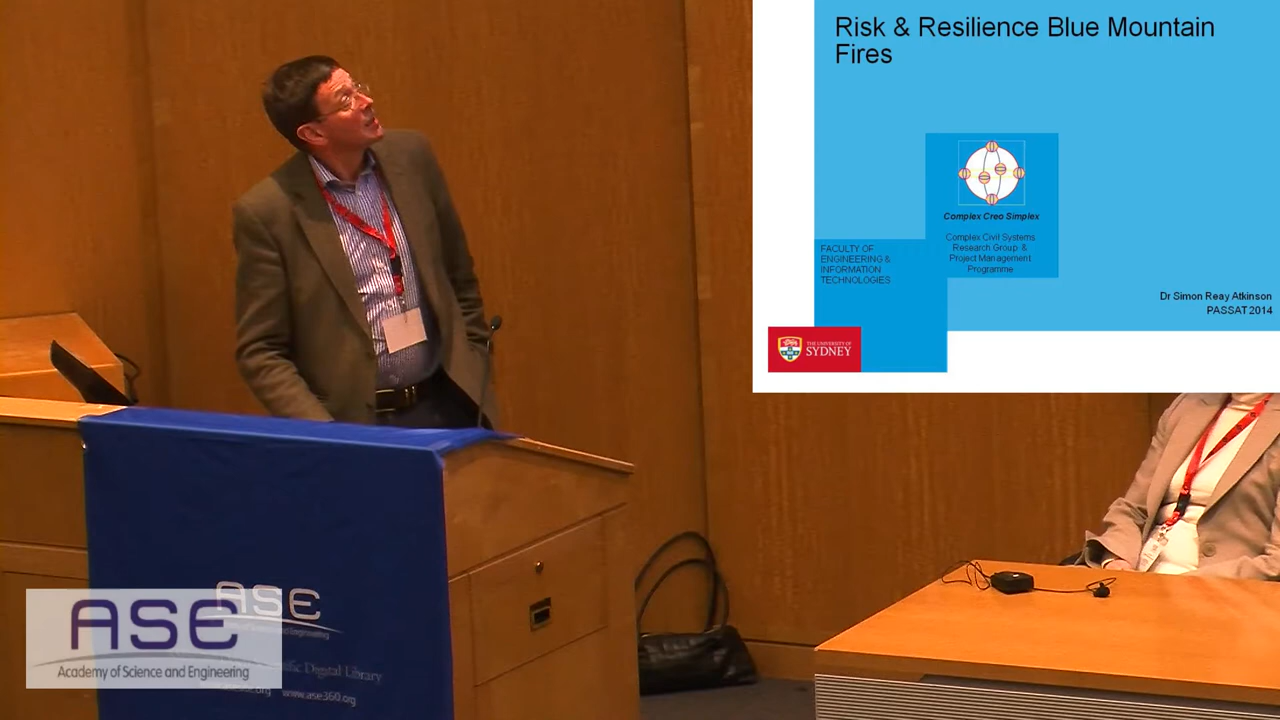 Risk & Resilience Blue Mountain
Fires
Complex Creo Simplex
Complex Civil Systems
Research Group &
Project Management
Programme
FACULTY OF
ENGINEERING &
INFORMATION
TECHNOLOGIES
Dr Simon Reay Atkinson
PASSAT 2014
THE UNIVERSITY OF
SYDNEY
ASE
Digital Library
www.ase360.org
ASE
Academy of Science and Engineering